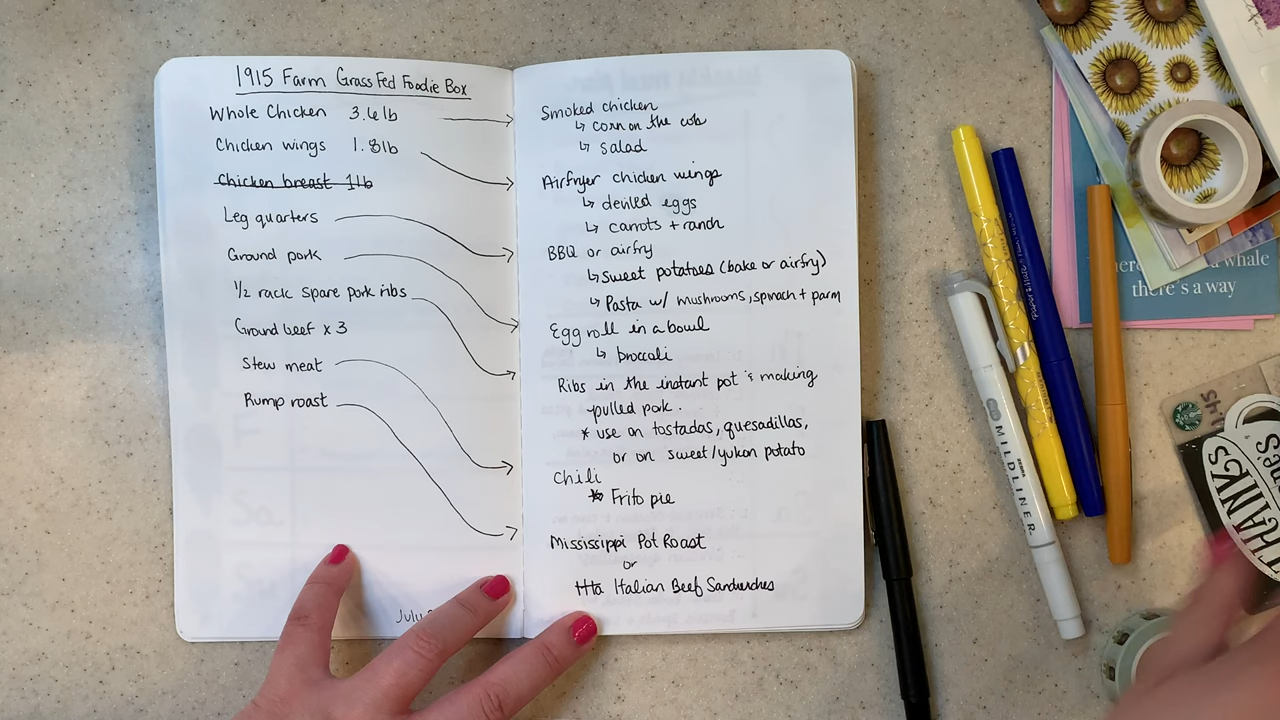 1915 Farm Grass Fed Foodie Box
Whole Chicken 3.6lb
Chicken wings 1.8lb
Chicken breast 1lb
Leg quarters
Ground pork
1/2 rack spare pork ribs
Ground beef x 3
Stew meat
Rump roast
July
Smoked chicken
↳ corn on the cob
↳ salad
Airfryer chicken wings
↳ deviled eggs
↳ carrots + ranch
BBQ or airfry
↳ sweet potatoes (bake or airfry)
↳ Pasta w/ mushrooms, spinach + parm
Egg roll in a bowl
↳ broccoli
Ribs in the instant pot & making
pulled pork.
* use on tostadas, quesadillas,
or on sweet/yukon potato
Chili
* Frito pie
Mississippi Pot Roast
or
Italian Beef Sandwiches
MILDLINER
ZEBRA
whale
there's a way
THANKS